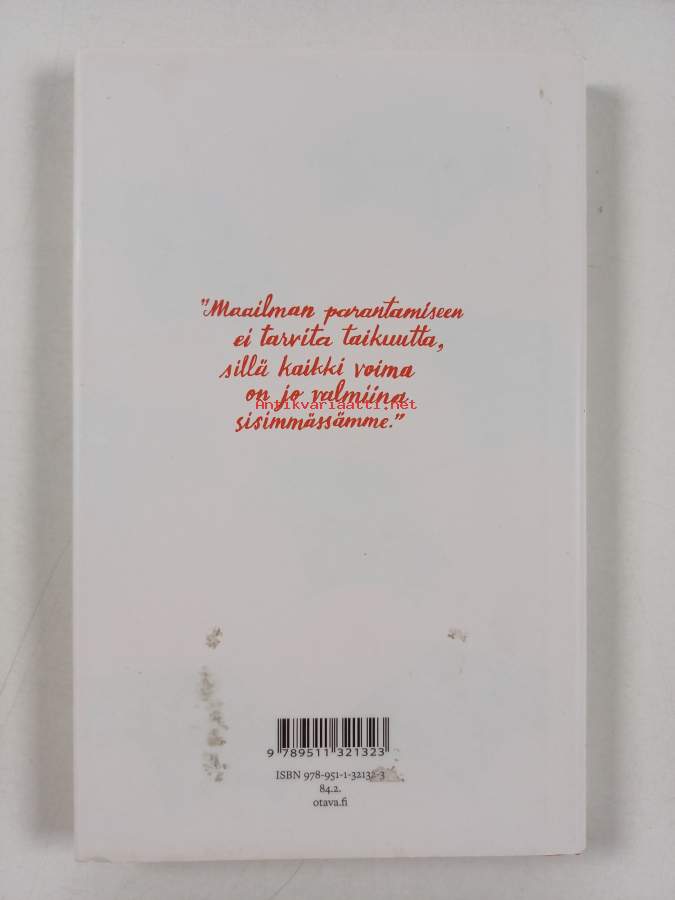 "Maailman parantamiseen
ei tarvita taikuutta,
sillä kaikki voima
on jo valmiina
Antikvariaatti.net
sisimmässämme."
9 789511 321323
ISBN 978-951-1-32132-3
84.2.
otava.fi